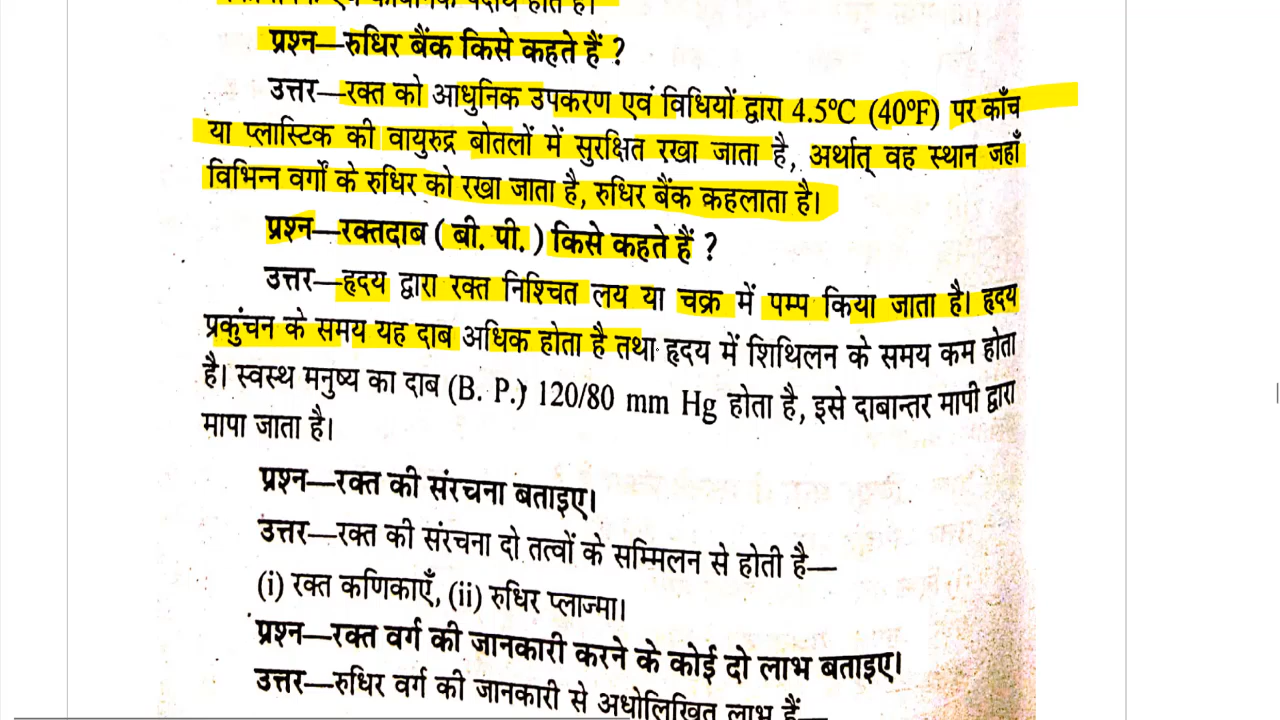 एवं कार्बनिक पदार्थ होते हैं।
प्रश्न—रुधिर बैंक किसे कहते हैं ?
उत्तर—रक्त को आधुनिक उपकरण एवं विधियों द्वारा 4.5°C (40°F) पर काँच
या प्लास्टिक की वायुरुद्र बोतलों में सुरक्षित रखा जाता है, अर्थात् वह स्थान जहाँ
विभिन्न वर्गों के रुधिर को रखा जाता है, रुधिर बैंक कहलाता है।
प्रश्न—रक्तदाब ( बी. पी. ) किसे कहते हैं ?
उत्तर—हृदय द्वारा रक्त निश्चित लय या चक्र में पम्प किया जाता है। हृदय
प्रकुंचन के समय यह दाब अधिक होता है तथा हृदय में शिथिलन के समय कम होता
है। स्वस्थ मनुष्य का दाब (B. P.) 120/80 mm Hg होता है, इसे दाबान्तर मापी द्वारा
मापा जाता है।
प्रश्न—रक्त की संरचना बताइए।
उत्तर—रक्त की संरचना दो तत्वों के सम्मिलन से होती है—
(i) रक्त कणिकाएँ, (ii) रुधिर प्लाज्मा।
प्रश्न—रक्त वर्ग की जानकारी करने के कोई दो लाभ बताइए।
उत्तर—रुधिर वर्ग की जानकारी से अधोलिखित लाभ हैं—